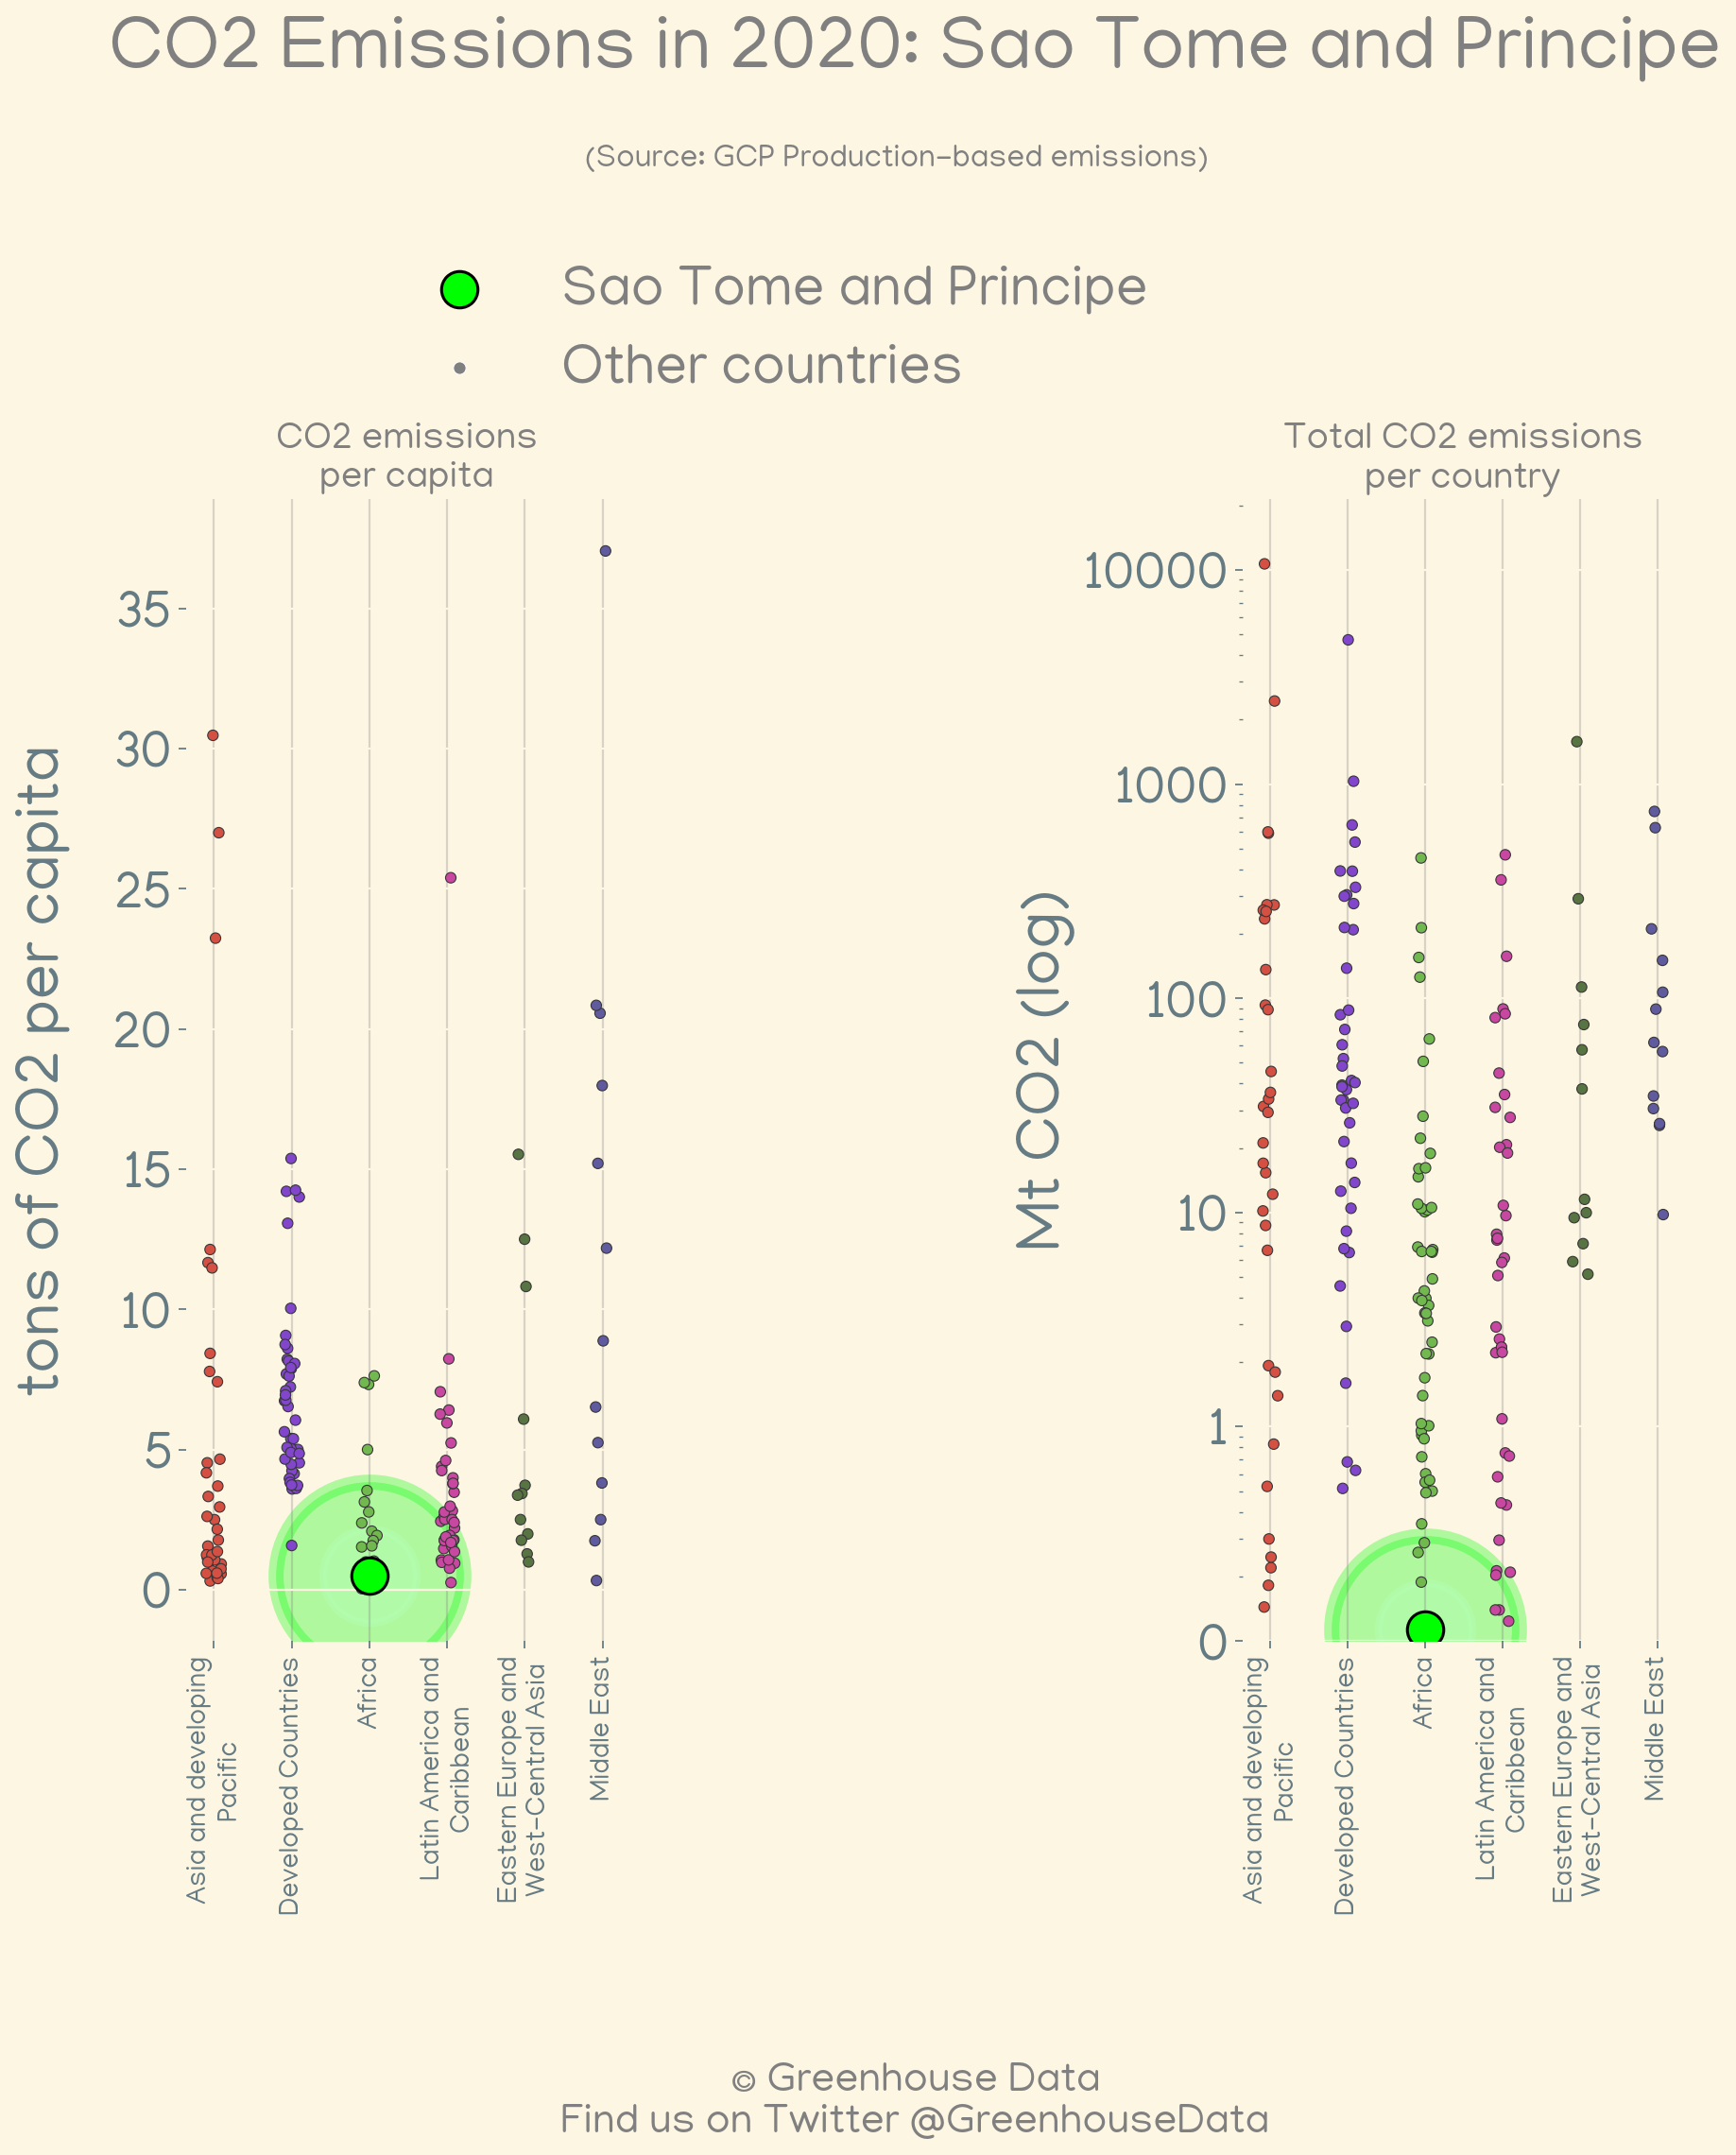 CO2 Emissions in 2020: Sao Tome and Principe
(Source: GCP Production-based emissions)
Sao Tome and Principe
Other countries
CO2 emissions
per capita
tons of CO2 per capita
35
30
25
20
15
10
5
0
Asia and developing
Pacific
Developed Countries
Africa
Latin America and
Caribbean
Eastern Europe and
West-Central Asia
Middle East
Total CO2 emissions
per country
Mt CO2 (log)
10000
1000
100
10
1
0
Asia and developing
Pacific
Developed Countries
Africa
Latin America and
Caribbean
Eastern Europe and
West-Central Asia
Middle East
© Greenhouse Data
Find us on Twitter @GreenhouseData